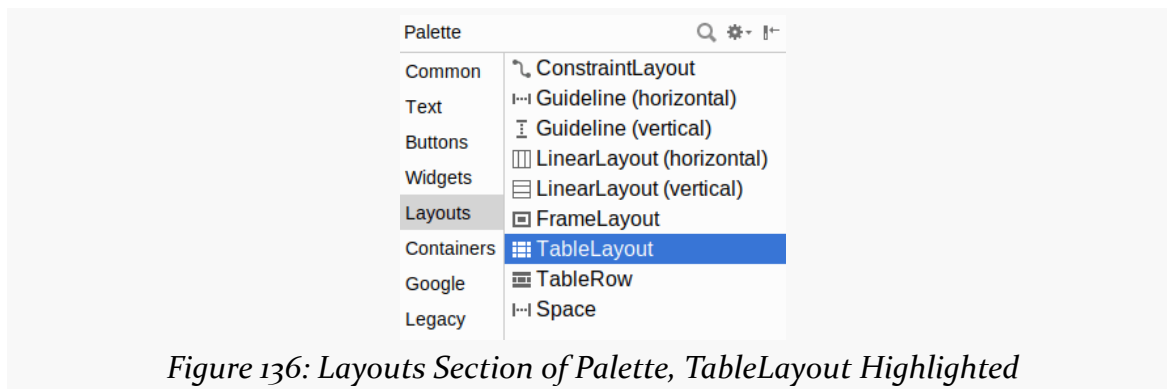 Palette
Common
Text
Buttons
Widgets
Layouts
Containers
Google
Legacy
ConstraintLayout
Guideline (horizontal)
Guideline (vertical)
LinearLayout (horizontal)
LinearLayout (vertical)
FrameLayout
TableLayout
TableRow
Space
Figure 136: Layouts Section of Palette, TableLayout Highlighted